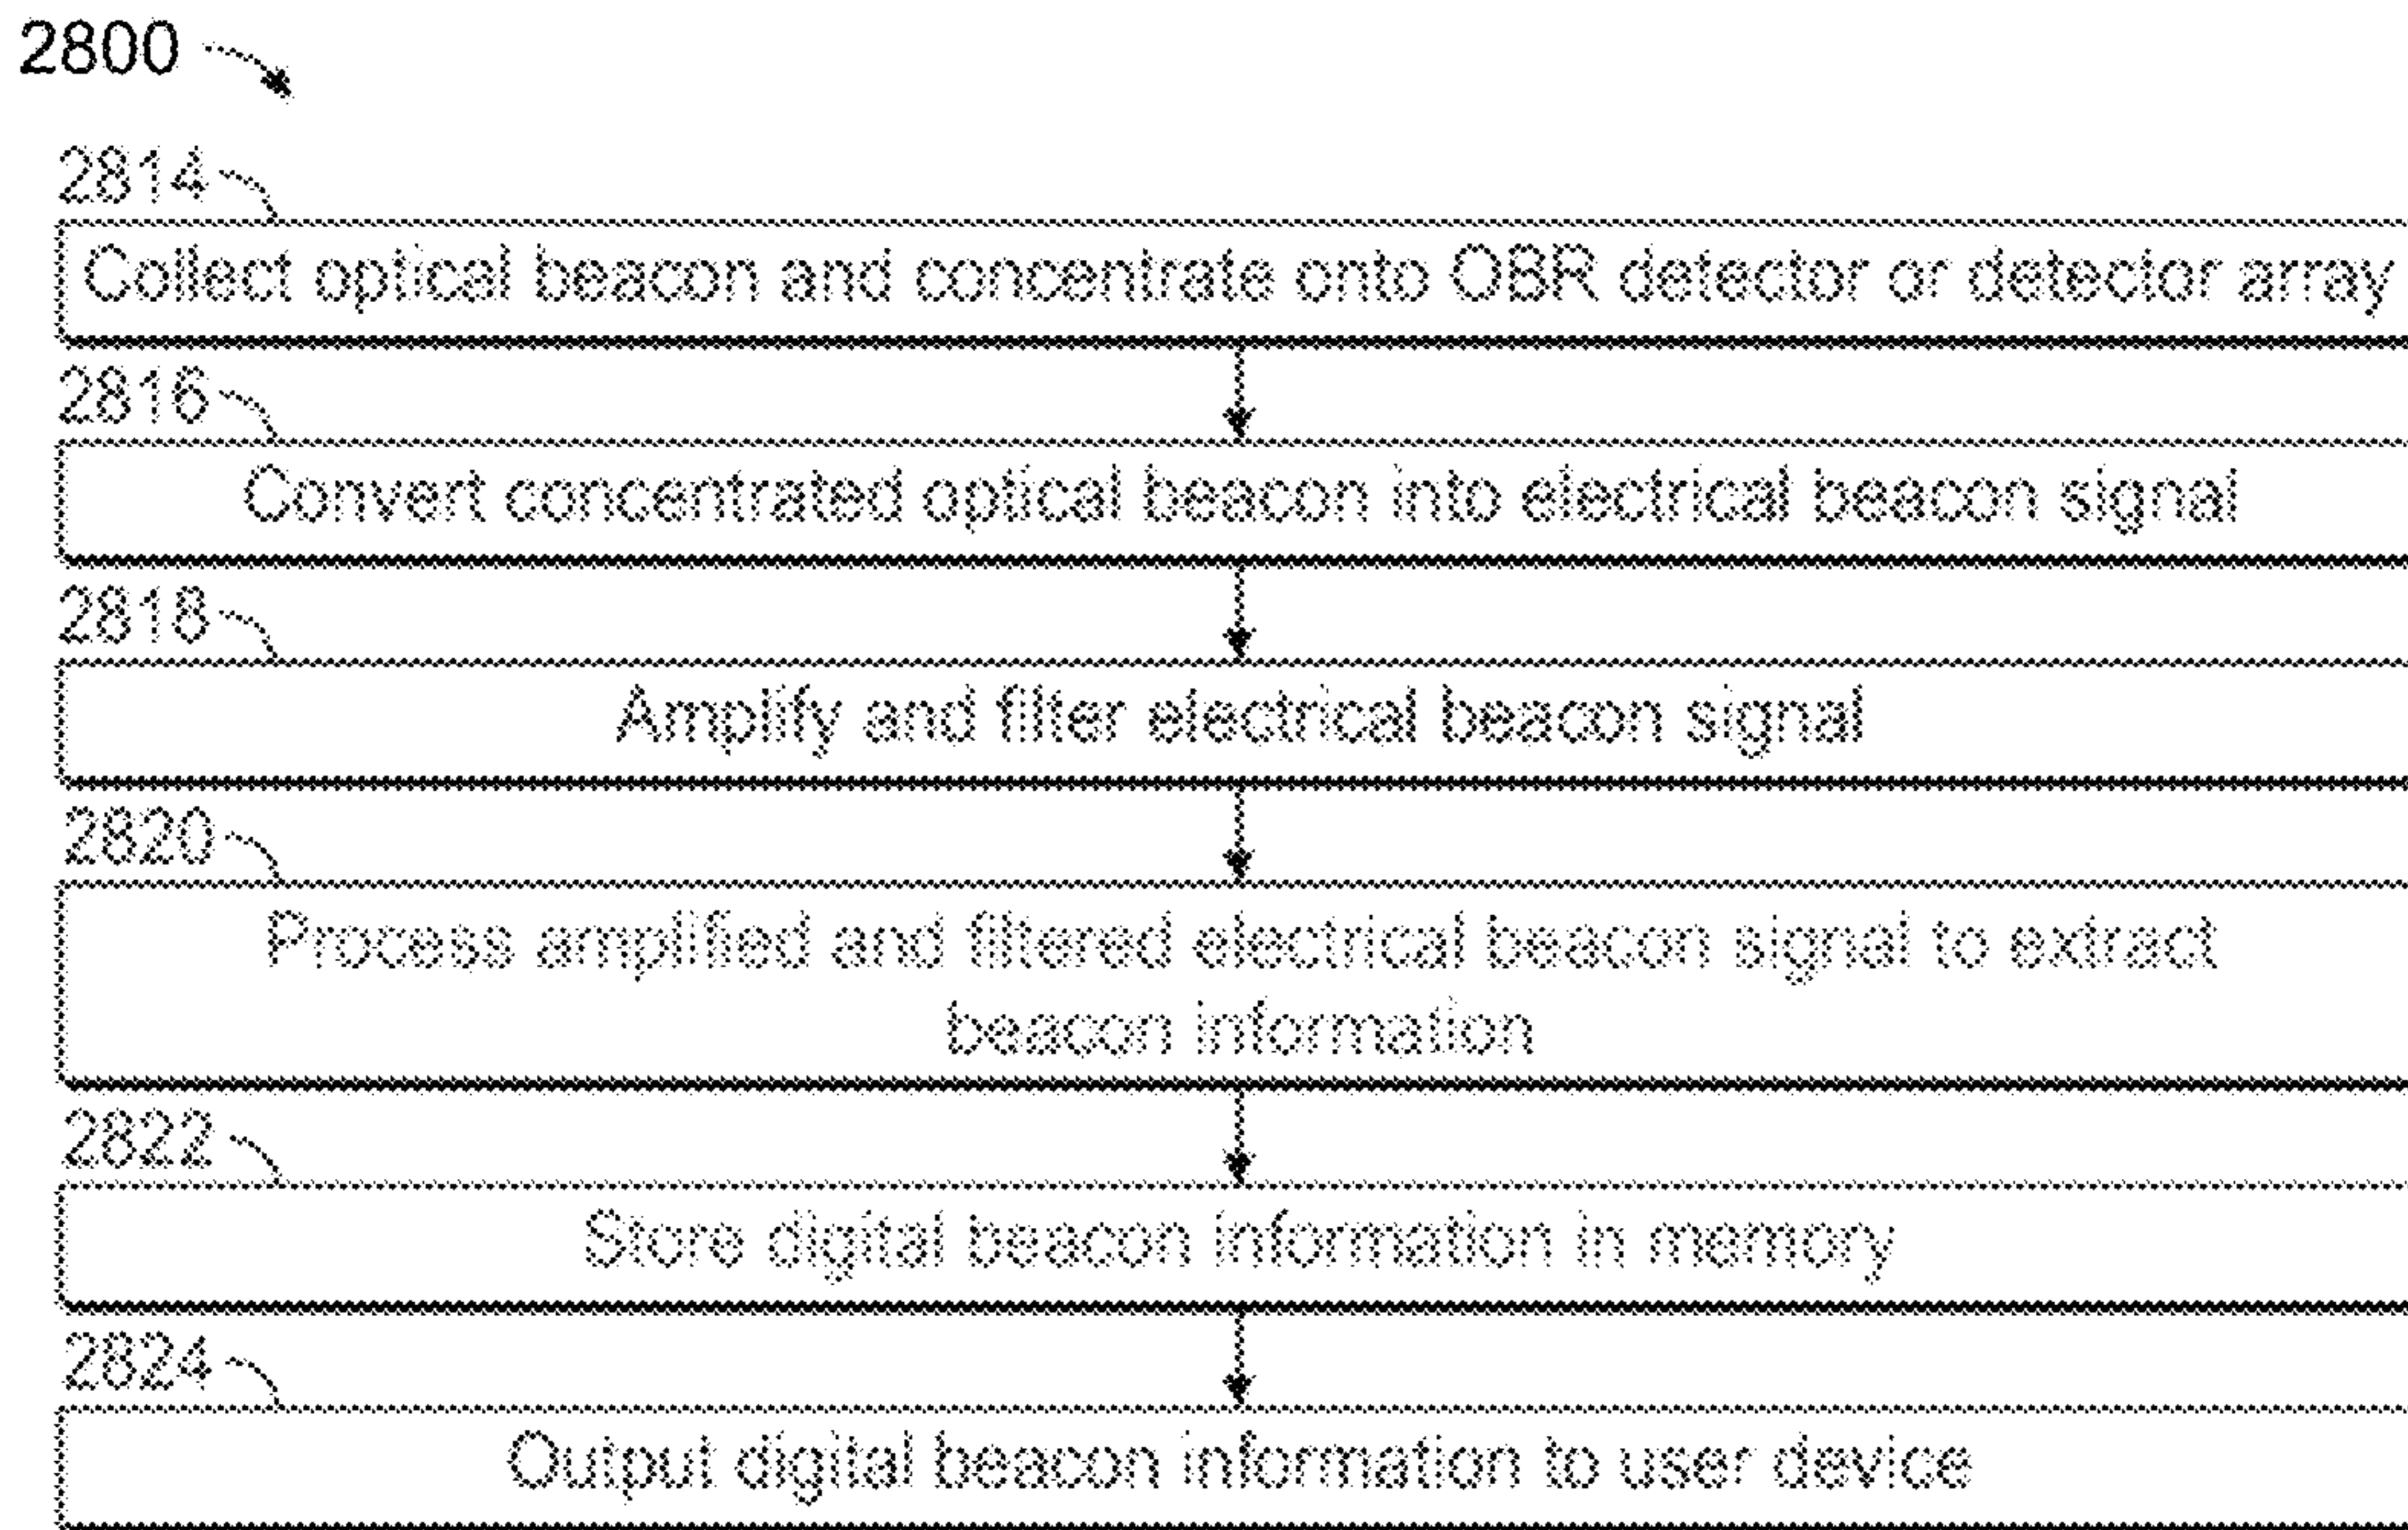 2800
2814
Collect optical beacon and concentrate onto OBR detector or detector array
2816
Convert concentrated optical beacon into electrical beacon signal
2818
Amplify and filter electrical beacon signal
2820
Process amplified and filtered electrical beacon signal to extract
beacon information
2822
Store digital beacon information in memory
2824
Output digital beacon information to user device